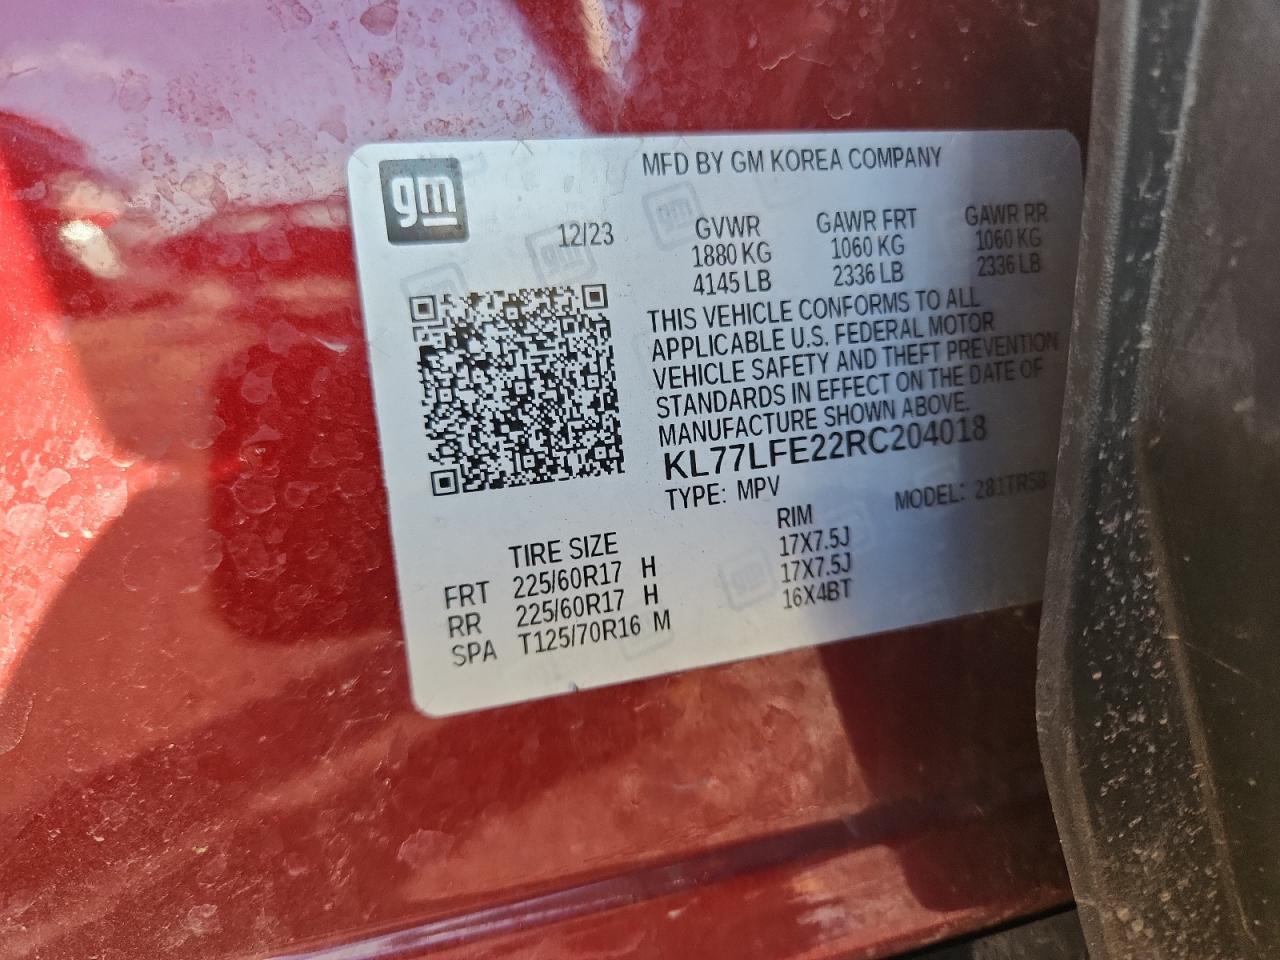 gm
MFD BY GM KOREA COMPANY
12/23
GVWR GAWR FRT GAWR RR
1880 KG 1060 KG 1060 KG
4145 LB 2336 LB 2336 LB
THIS VEHICLE CONFORMS TO ALL
APPLICABLE U.S. FEDERAL MOTOR
VEHICLE SAFETY AND THEFT PREVENTION
STANDARDS IN EFFECT ON THE DATE OF
MANUFACTURE SHOWN ABOVE.
KL77LFE22RC204018
TYPE: MPV MODEL: 281TR58
TIRE SIZE RIM
FRT 225/60R17 H 17X7.5J
RR 225/60R17 H 17X7.5J
SPA T125/70R16 M 16X4BT